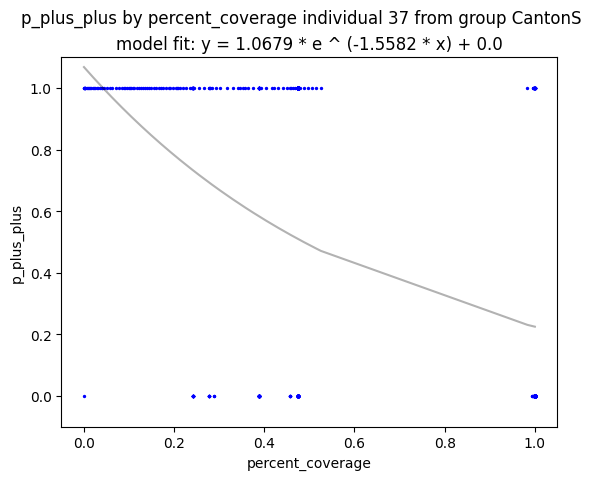 p_plus_plus by percent_coverage individual 37 from group CantonS
model fit: y = 1.0679 * e ^ (-1.5582 * x) + 0.0
1.0
0.8
0.6
0.4
0.2
0.0
p_plus_plus
0.0 0.2 0.4 0.6 0.8 1.0
percent_coverage